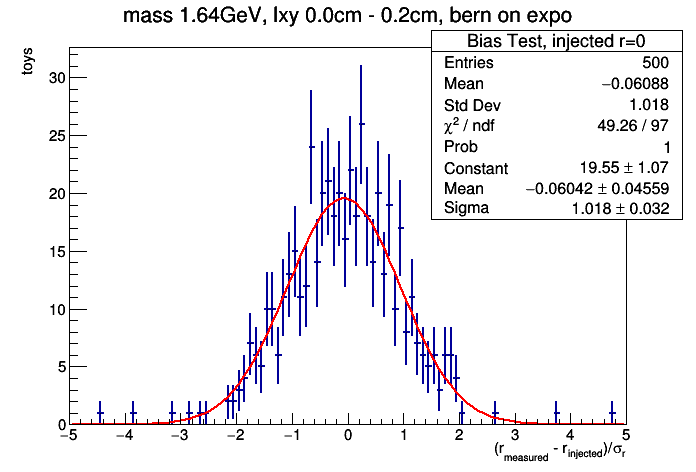 mass 1.64GeV, lxy 0.0cm - 0.2cm, bern on expo
Bias Test, injected r=0
Entries 500
Mean −0.06088
Std Dev 1.018
χ² / ndf 49.26 / 97
Prob 1
Constant 19.55 ± 1.07
Mean −0.06042 ± 0.04559
Sigma 1.018 ± 0.032
toys
30
25
20
15
10
5
0
−5 −4 −3 −2 −1 0 1 2 3 4 5
(r_measured - r_injected)/σ_r